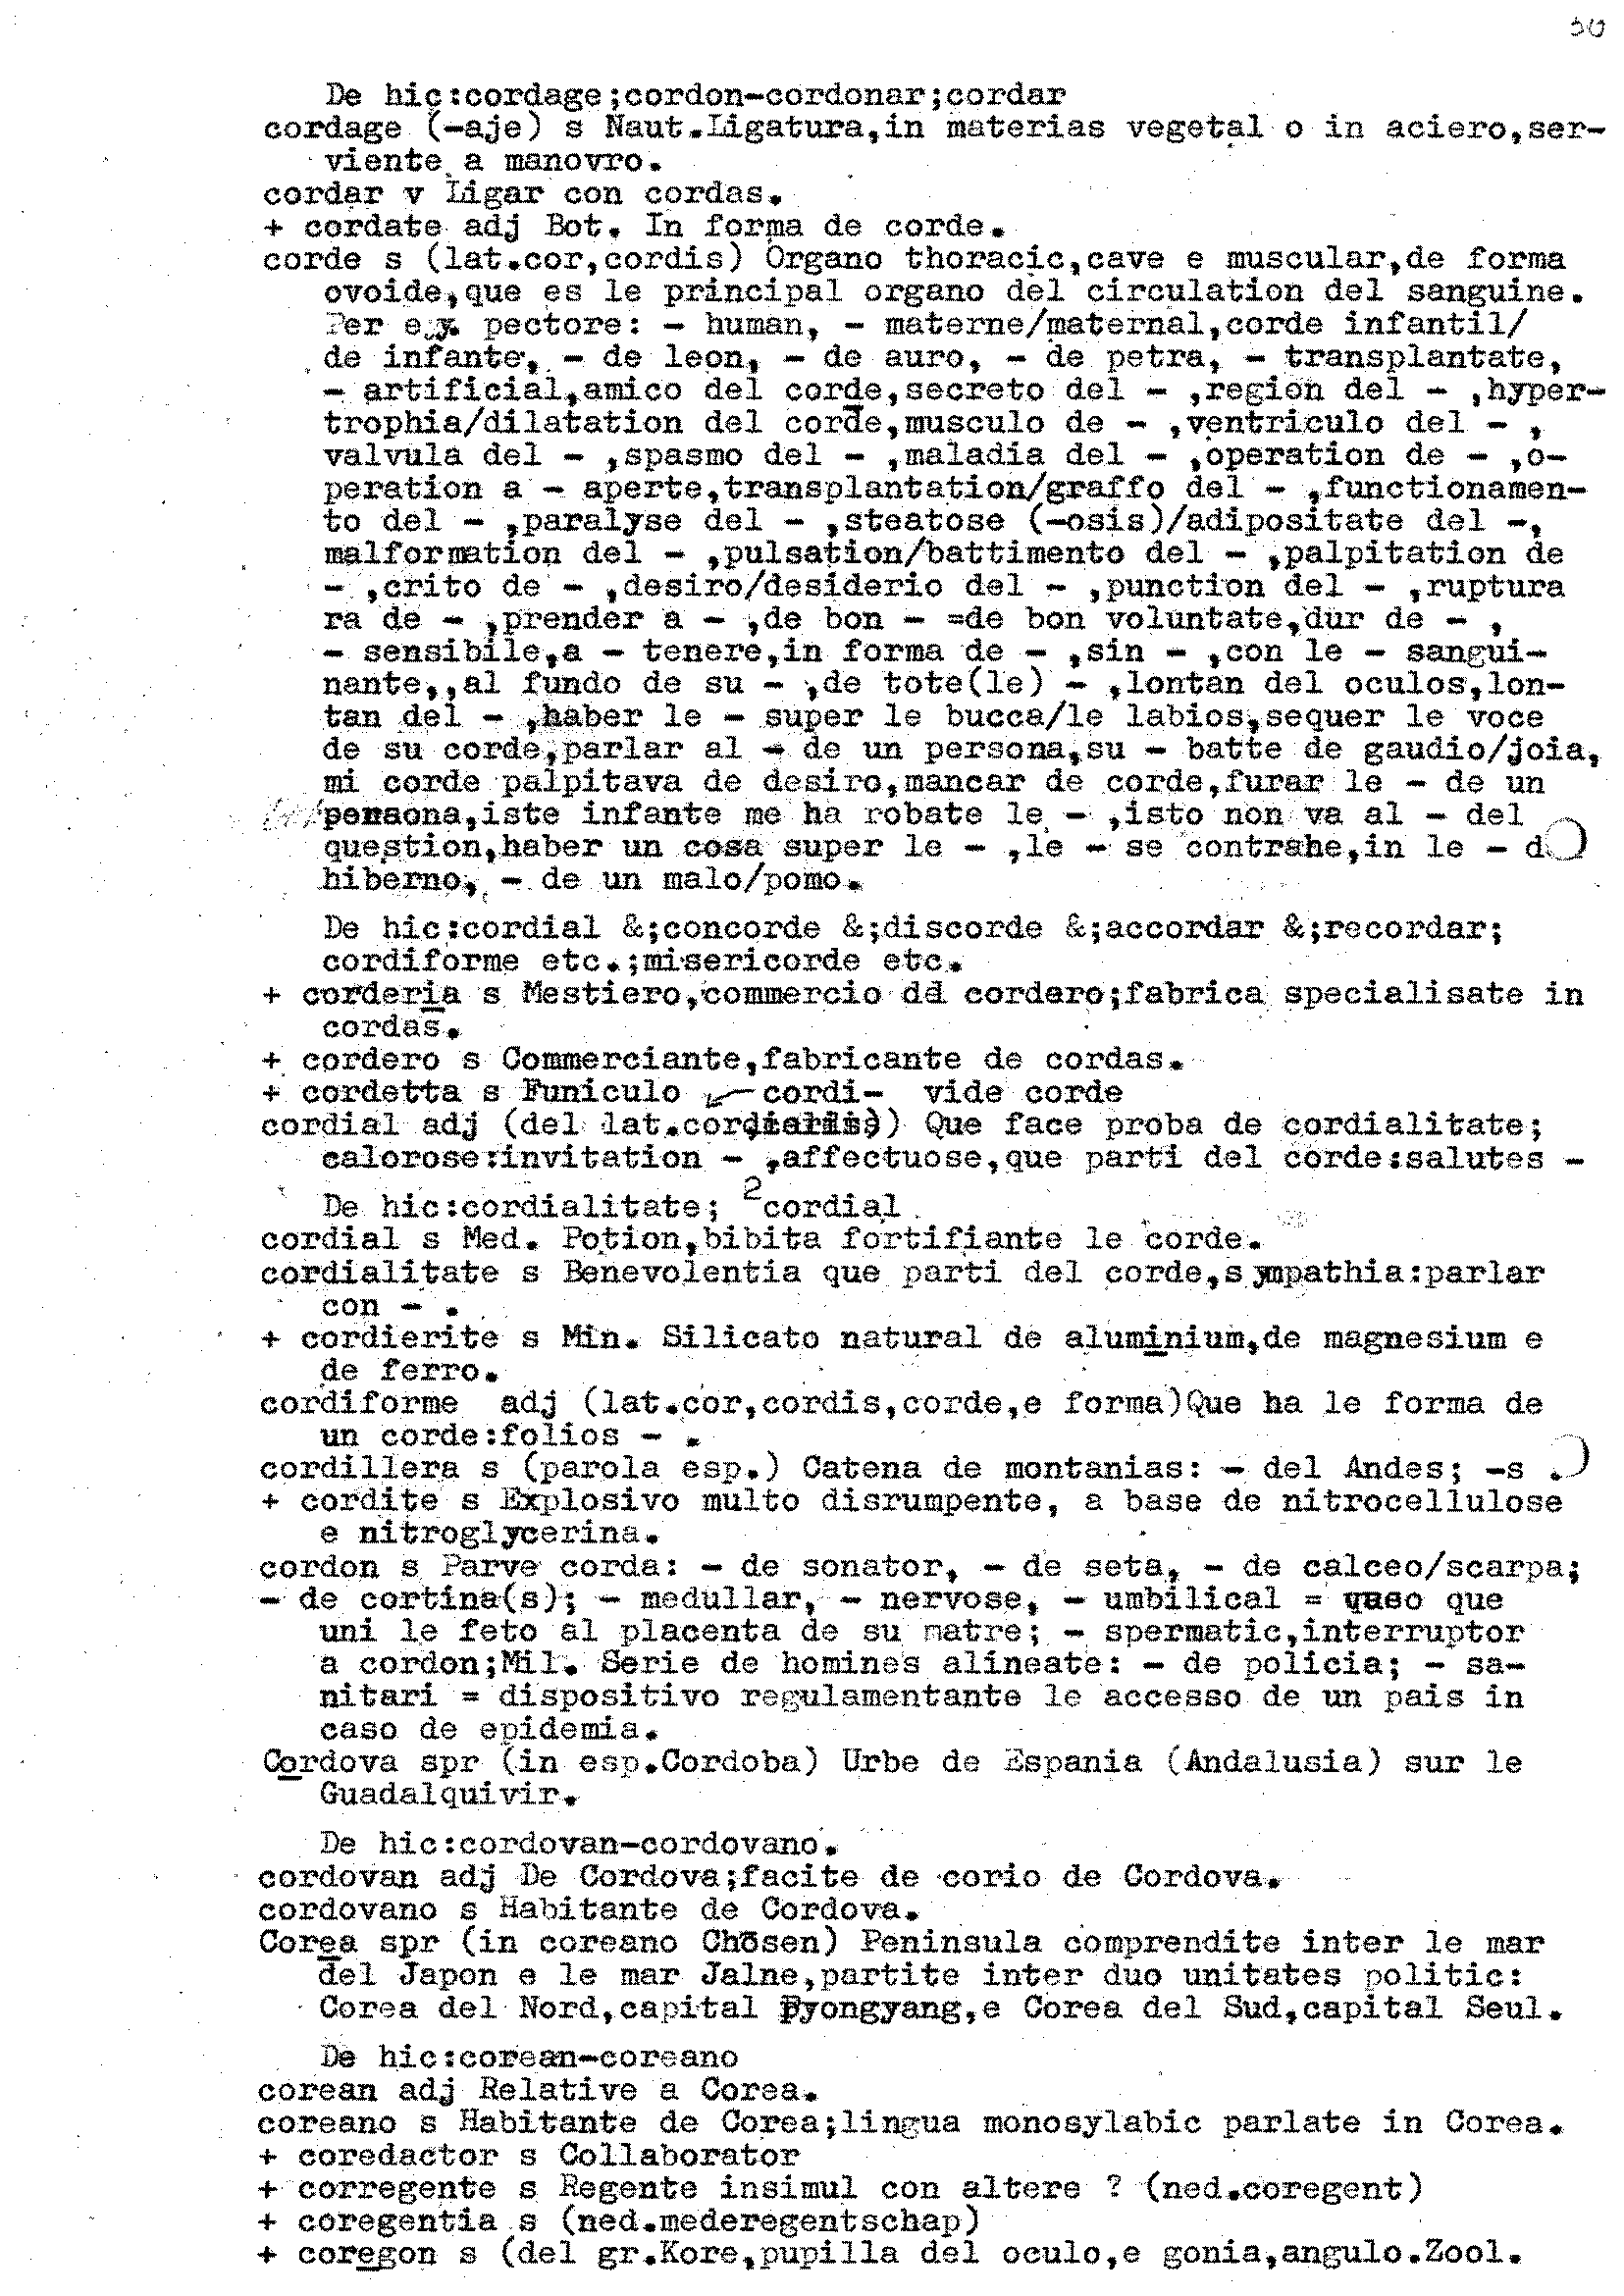 50
De hic:cordage;cordon-cordonar;cordar
cordage (-aje) s Naut.Ligatura,in materias vegetal o in aciero,ser-
viente a manovro.
cordar v Ligar con cordas.
+ cordate adj Bot. In forma de corde.
corde s (lat.cor,cordis) Organo thoracic,cave e muscular,de forma
ovoide,que es le principal organo del circulation del sanguine.
Per e.y. pectore: - human, - materne/maternal,corde infantil/
de infante, - de leon, - de auro, - de petra, - transplantate,
- artificial,amico del corde,secreto del - ,region del - ,hyper-
trophia/dilatation del corde,musculo de - ,ventriculo del - ,
valvula del - ,spasmo del - ,maladia del - ,operation de - ,o-
peration a - aperte,transplantation/graffo del - ,functionamen-
to del - ,paralyse del - ,steatose (-osis)/adipositate del -,
malformation del - ,pulsation/battimento del - ,palpitation de
- ,crito de - ,desiro/desiderio del - ,punction del - ,ruptura
ra de - ,prender a - ,de bon - =de bon voluntate,dur de - ,
- sensibile,a - tenere,in forma de - ,sin - ,con le - sangui-
nante,,al fundo de su - ,de tote(le) - ,lontan del oculos,lon-
tan del - ,haber le - super le bucca/le labios,sequer le voce
de su corde,parlar al - de un persona,su - batte de gaudio/joia,
mi corde palpitava de desiro,mancar de corde,furar le - de un
persona,iste infante me ha robate le - ,isto non va al - del
question,haber un cosa super le - ,le - se contrahe,in le - d
hiberno, - de un malo/pomo.
De hic:cordial &;concorde &;discorde &;accordar &;recordar;
cordiforme etc.;misericorde etc.
+ corderia s Mestiero,commercio dd cordero;fabrica specialisate in
cordas.
+ cordero s Commerciante,fabricante de cordas.
+ cordetta s Funiculo cordi- vide corde
cordial adj (del lat.cordialis)) Que face proba de cordialitate;
calorose:invitation - ,affectuose,que parti del corde:salutes -
De hic:cordialitate; 2cordial
cordial s Med. Potion,bibita fortifiante le corde.
cordialitate s Benevolentia que parti del corde,sympathia:parlar
con - .
+ cordierite s Min. Silicato natural de aluminium,de magnesium e
de ferro.
cordiforme adj (lat.cor,cordis,corde,e forma)Que ha le forma de
un corde:folios - .
cordillera s (parola esp.) Catena de montanias: - del Andes; -s .
+ cordite s Explosivo multo disrumpente, a base de nitrocellulose
e nitroglycerina.
cordon s Parve corda: - de sonator, - de seta, - de calceo/scarpa;
- de cortina(s); - medullar, - nervose, - umbilical = vaso que
uni le feto al placenta de su matre; - spermatic,interruptor
a cordon;Mil. Serie de homines alineate: - de policia; - sa-
nitari = dispositivo regulamentante le accesso de un pais in
caso de epidemia.
Cordova spr (in esp.Cordoba) Urbe de Espania (Andalusia) sur le
Guadalquivir.
De hic:cordovan-cordovano.
cordovan adj De Cordova;facite de corio de Cordova.
cordovano s Habitante de Cordova.
Corea spr (in coreano Chōsen) Peninsula comprendite inter le mar
del Japon e le mar Jalne,partite inter duo unitates politic:
Corea del Nord,capital Pyongyang,e Corea del Sud,capital Seul.
De hic:corean-coreano
corean adj Relative a Corea.
coreano s Habitante de Corea;lingua monosylabic parlate in Corea.
+ coredactor s Collaborator
+ corregente s Regente insimul con altere ? (ned.coregent)
+ coregentia s (ned.mederegentschap)
+ coregon s (del gr.Kore,pupilla del oculo,e gonia,angulo.Zool.